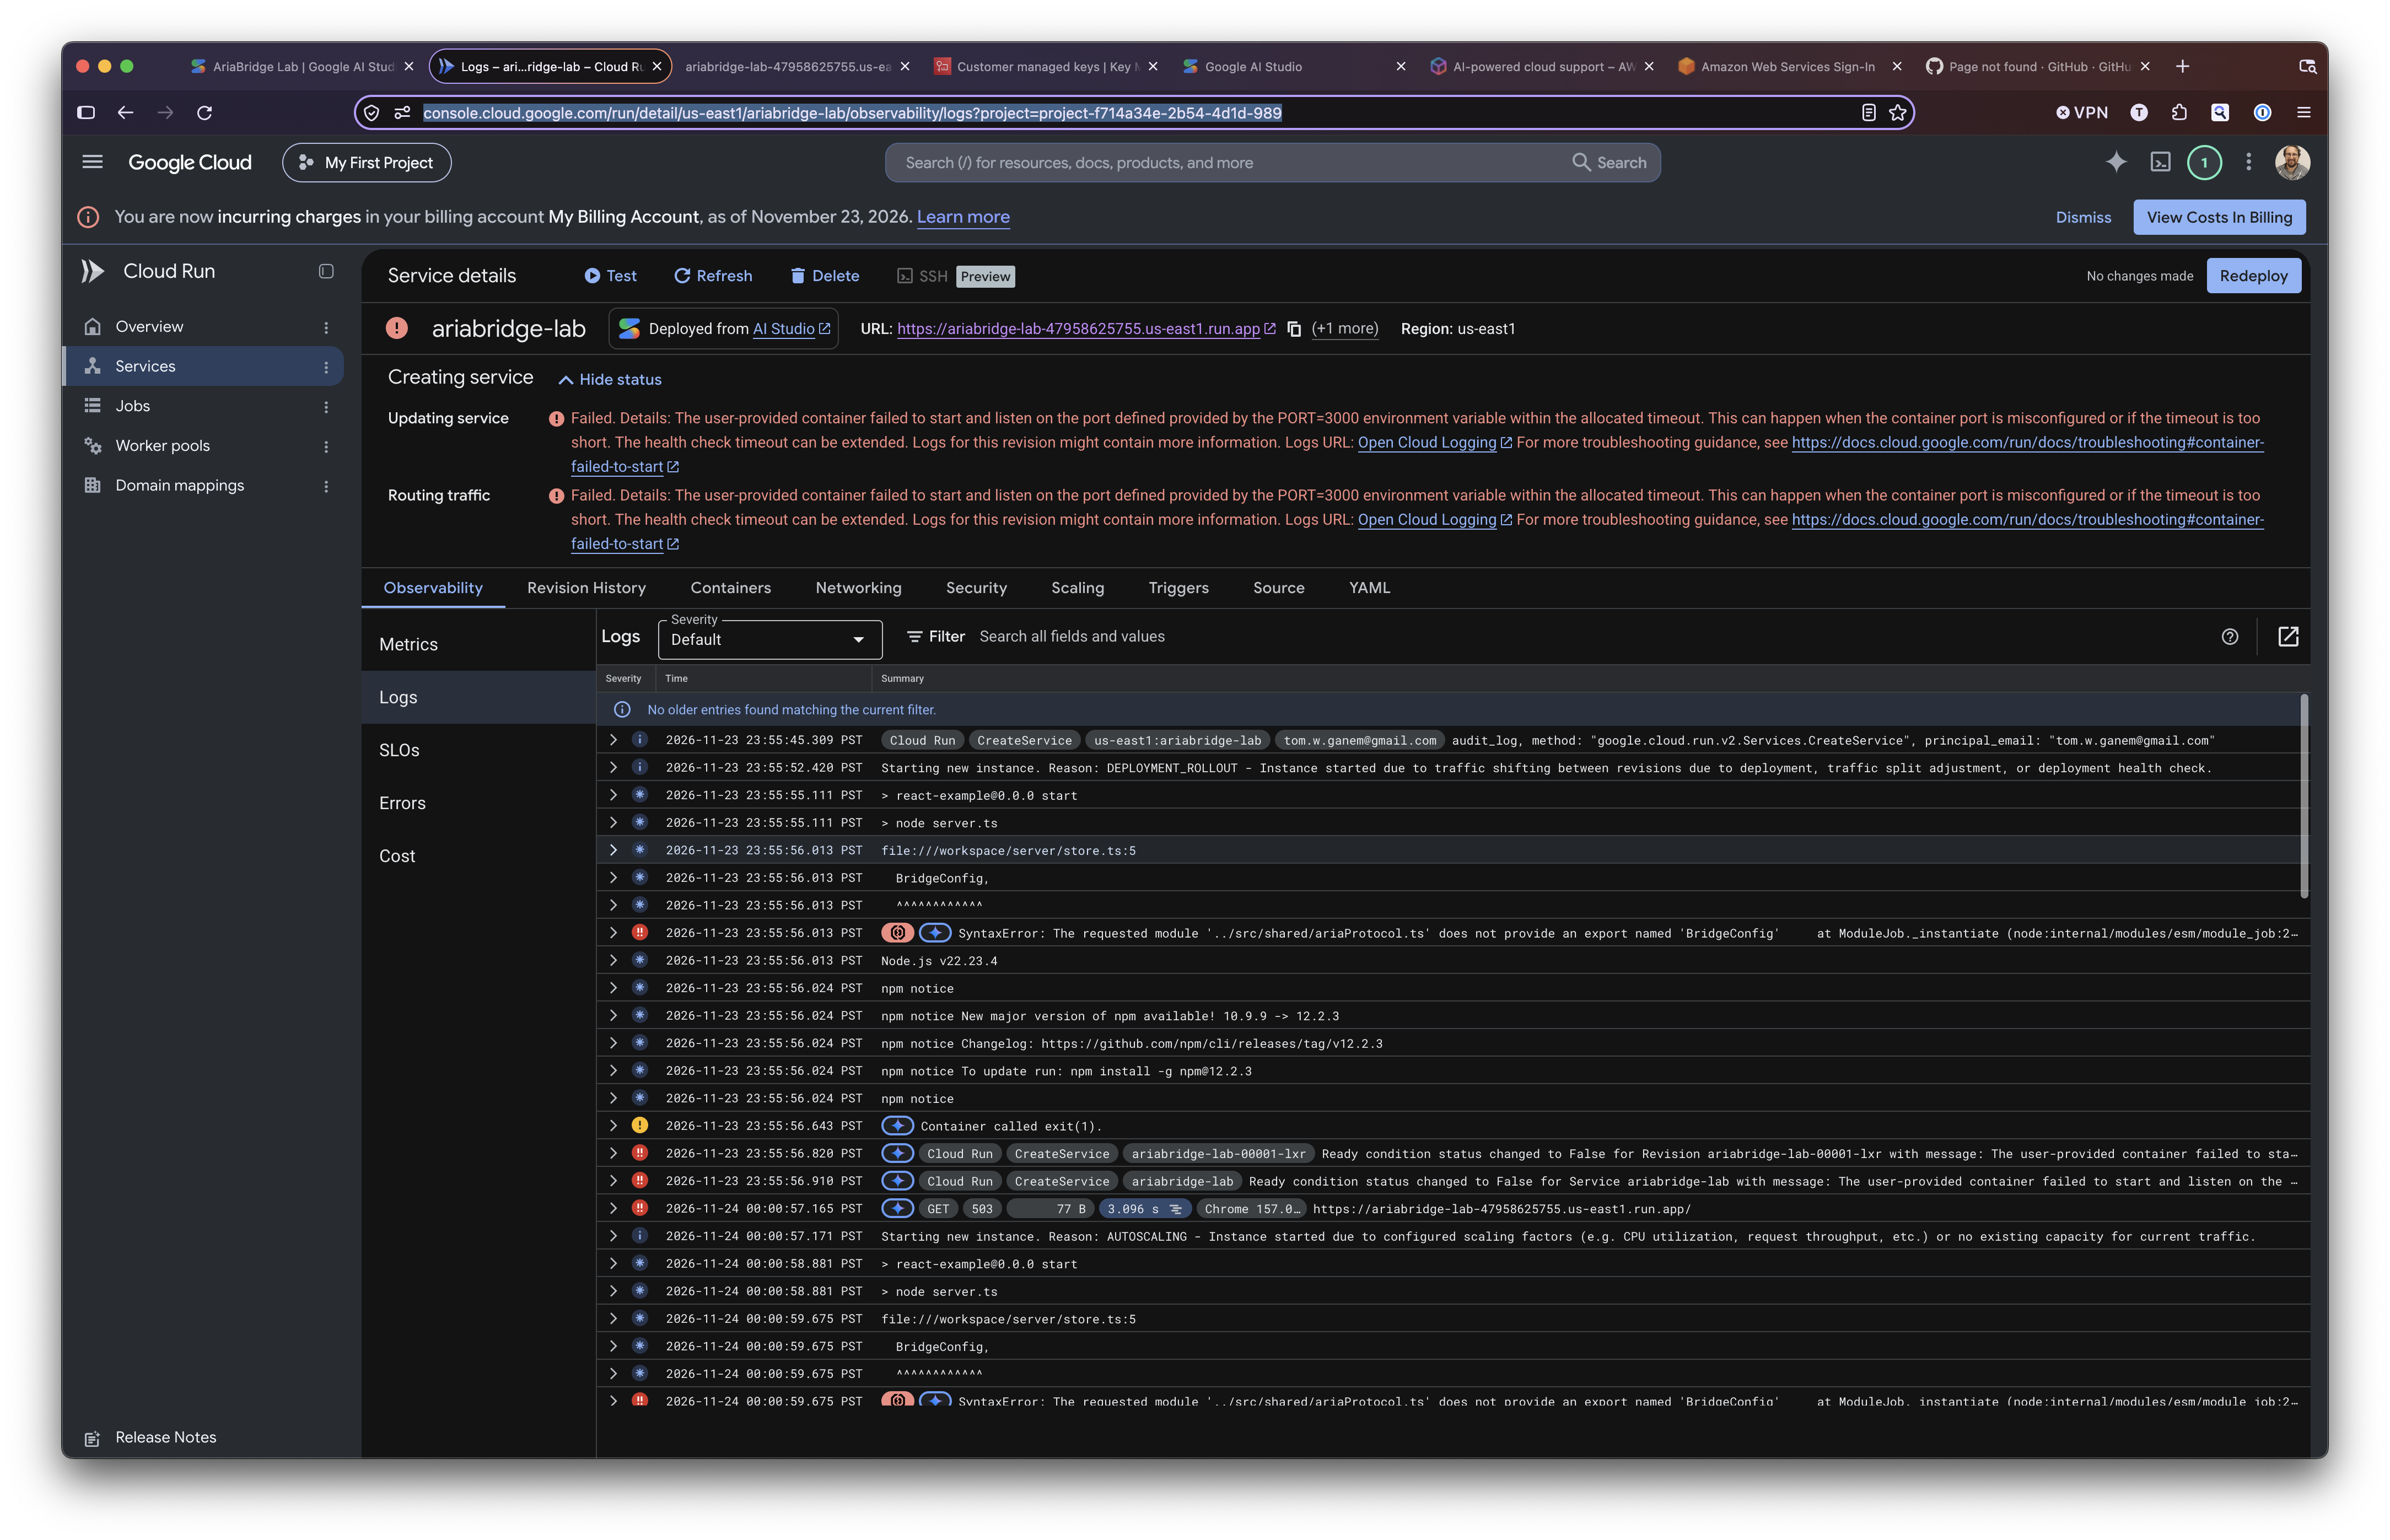 AriaBridge Lab | Google AI Stud
Logs – ari...ridge-lab – Cloud Ru
ariabridge-lab-47958625755.us-ea
Customer managed keys | Key M
Google AI Studio
AI-powered cloud support – AW
Amazon Web Services Sign-In
Page not found · GitHub · GitHu
console.cloud.google.com/run/detail/us-east1/ariabridge-lab/observability/logs?project=project-f714a34e-2b54-4d1d-989
VPN
T
Google Cloud
My First Project
Search (/) for resources, docs, products, and more
Search
1
You are now incurring charges in your billing account My Billing Account, as of November 23, 2026. Learn more
Dismiss
View Costs In Billing
Cloud Run
Overview
Services
Jobs
Worker pools
Domain mappings
Release Notes
Service details
Test
Refresh
Delete
SSH
Preview
No changes made
Redeploy
ariabridge-lab
Deployed from AI Studio
URL: https://ariabridge-lab-47958625755.us-east1.run.app
(+1 more)
Region: us-east1
Creating service
Hide status
Updating service
Failed. Details: The user-provided container failed to start and listen on the port defined provided by the PORT=3000 environment variable within the allocated timeout. This can happen when the container port is misconfigured or if the timeout is too
short. The health check timeout can be extended. Logs for this revision might contain more information. Logs URL: Open Cloud Logging For more troubleshooting guidance, see https://docs.cloud.google.com/run/docs/troubleshooting#container-
failed-to-start
Routing traffic
Failed. Details: The user-provided container failed to start and listen on the port defined provided by the PORT=3000 environment variable within the allocated timeout. This can happen when the container port is misconfigured or if the timeout is too
short. The health check timeout can be extended. Logs for this revision might contain more information. Logs URL: Open Cloud Logging For more troubleshooting guidance, see https://docs.cloud.google.com/run/docs/troubleshooting#container-
failed-to-start
Observability
Revision History
Containers
Networking
Security
Scaling
Triggers
Source
YAML
Metrics
Logs
SLOs
Errors
Cost
Logs
Severity
Default
Filter
Search all fields and values
Severity
Time
Summary
No older entries found matching the current filter.
2026-11-23 23:55:45.309 PST Cloud Run CreateService us-east1:ariabridge-lab tom.w.ganem@gmail.com audit_log, method: "google.cloud.run.v2.Services.CreateService", principal_email: "tom.w.ganem@gmail.com"
2026-11-23 23:55:52.420 PST Starting new instance. Reason: DEPLOYMENT_ROLLOUT - Instance started due to traffic shifting between revisions due to deployment, traffic split adjustment, or deployment health check.
2026-11-23 23:55:55.111 PST > react-example@0.0.0 start
2026-11-23 23:55:55.111 PST > node server.ts
2026-11-23 23:55:56.013 PST file:///workspace/server/store.ts:5
2026-11-23 23:55:56.013 PST BridgeConfig,
2026-11-23 23:55:56.013 PST ^^^^^^^^^^^^
2026-11-23 23:55:56.013 PST SyntaxError: The requested module '../src/shared/ariaProtocol.ts' does not provide an export named 'BridgeConfig' at ModuleJob._instantiate (node:internal/modules/esm/module_job:2…
2026-11-23 23:55:56.013 PST Node.js v22.23.4
2026-11-23 23:55:56.024 PST npm notice
2026-11-23 23:55:56.024 PST npm notice New major version of npm available! 10.9.9 -> 12.2.3
2026-11-23 23:55:56.024 PST npm notice Changelog: https://github.com/npm/cli/releases/tag/v12.2.3
2026-11-23 23:55:56.024 PST npm notice To update run: npm install -g npm@12.2.3
2026-11-23 23:55:56.024 PST npm notice
2026-11-23 23:55:56.643 PST Container called exit(1).
2026-11-23 23:55:56.820 PST Cloud Run CreateService ariabridge-lab-00001-lxr Ready condition status changed to False for Revision ariabridge-lab-00001-lxr with message: The user-provided container failed to sta…
2026-11-23 23:55:56.910 PST Cloud Run CreateService ariabridge-lab Ready condition status changed to False for Service ariabridge-lab with message: The user-provided container failed to start and listen on the …
2026-11-24 00:00:57.165 PST GET 503 77 B 3.096 s Chrome 157.0… https://ariabridge-lab-47958625755.us-east1.run.app/
2026-11-24 00:00:57.171 PST Starting new instance. Reason: AUTOSCALING - Instance started due to configured scaling factors (e.g. CPU utilization, request throughput, etc.) or no existing capacity for current traffic.
2026-11-24 00:00:58.881 PST > react-example@0.0.0 start
2026-11-24 00:00:58.881 PST > node server.ts
2026-11-24 00:00:59.675 PST file:///workspace/server/store.ts:5
2026-11-24 00:00:59.675 PST BridgeConfig,
2026-11-24 00:00:59.675 PST ^^^^^^^^^^^^
2026-11-24 00:00:59.675 PST SyntaxError: The requested module '../src/shared/ariaProtocol.ts' does not provide an export named 'BridgeConfig' at ModuleJob._instantiate (node:internal/modules/esm/module_job:2…